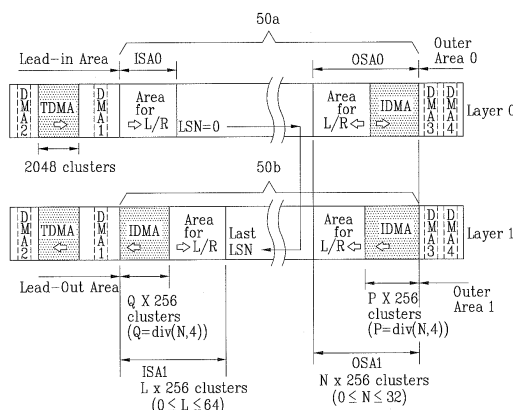 50a
Lead-in Area
ISA0
OSA0
Outer
Area 0
D
M
A
2
TDMA
D
M
A
1
Area
for
L/R
LSN=0
Area
for
L/R
IDMA
D
M
A
3
D
M
A
4
Layer 0
2048 clusters
50b
D
M
A
2
TDMA
D
M
A
1
IDMA
Area
for
L/R
Last
LSN
Area
for
L/R
IDMA
D
M
A
3
D
M
A
4
Layer 1
Lead-Out Area
Q X 256
clusters
(Q=div(N,4)
P X 256
clusters
(P=div(N,4)
Outer
Area 1
ISA1
L x 256 clusters
(0 < L ≤ 64)
OSA1
N x 256 clusters
(0 ≤ N ≤ 32)